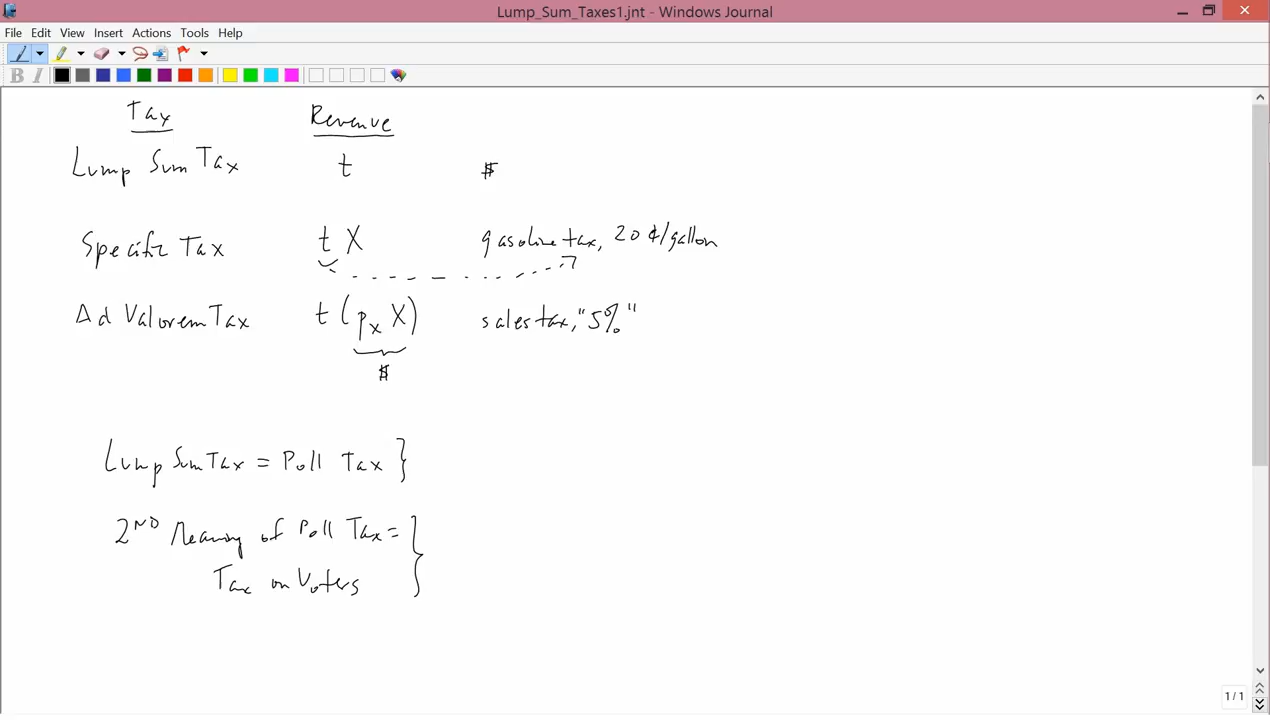 Lump_Sum_Taxes1.jnt - Windows Journal
File Edit View Insert Actions Tools Help
B I
Tax Revenue
Lump Sum Tax t $
Specific Tax t X gasoline tax, 20 ¢/gallon
Ad Valorem Tax t (pₓ X) sales tax, "5%"
$
Lump Sum Tax = Poll Tax }
2ND Meaning of Poll Tax =
Tax on Voters }
1 / 1